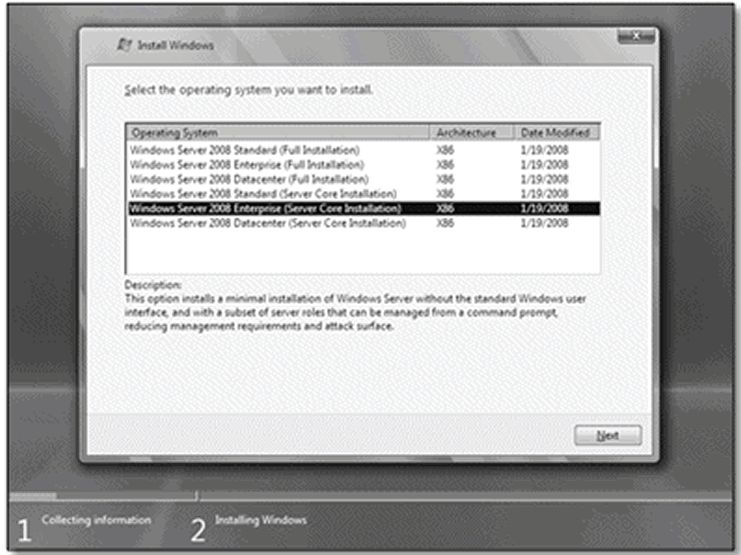 Install Windows
Select the operating system you want to install.
Operating System Architecture Date Modified
Windows Server 2008 Standard (Full Installation) X86 1/19/2008
Windows Server 2008 Enterprise (Full Installation) X86 1/19/2008
Windows Server 2008 Datacenter (Full Installation) X86 1/19/2008
Windows Server 2008 Standard (Server Core Installation) X86 1/19/2008
Windows Server 2008 Enterprise (Server Core Installation) X86 1/19/2008
Windows Server 2008 Datacenter (Server Core Installation) X86 1/19/2008
Description:
This option installs a minimal installation of Windows Server without the standard Windows user
interface, and with a subset of server roles that can be managed from a command prompt,
reducing management requirements and attack surface.
Next
1 Collecting information 2 Installing Windows